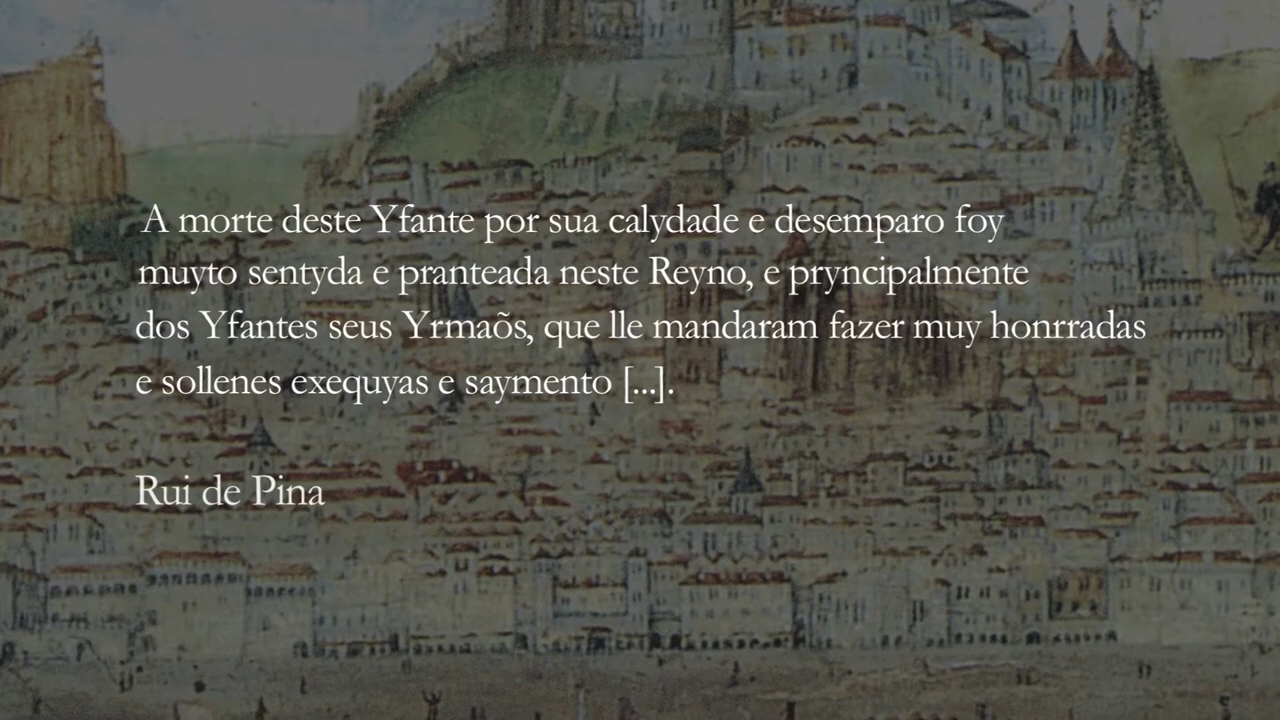 A morte deste Yfante por sua calydade e desemparo foy
muyto sentyda e pranteada neste Reyno, e pryncipalmente
dos Yfantes seus Yrmaõs, que lle mandaram fazer muy honrradas
e sollenes exequyas e saymento [...].
Rui de Pina